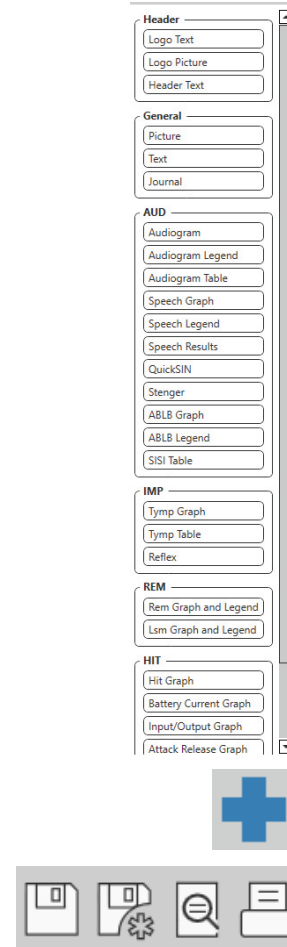 Header
Logo Text
Logo Picture
Header Text
General
Picture
Text
Journal
AUD
Audiogram
Audiogram Legend
Audiogram Table
Speech Graph
Speech Legend
Speech Results
QuickSIN
Stenger
ABLB Graph
ABLB Legend
SISI Table
IMP
Tymp Graph
Tymp Table
Reflex
REM
Rem Graph and Legend
Lsm Graph and Legend
HIT
Hit Graph
Battery Current Graph
Input/Output Graph
Attack Release Graph